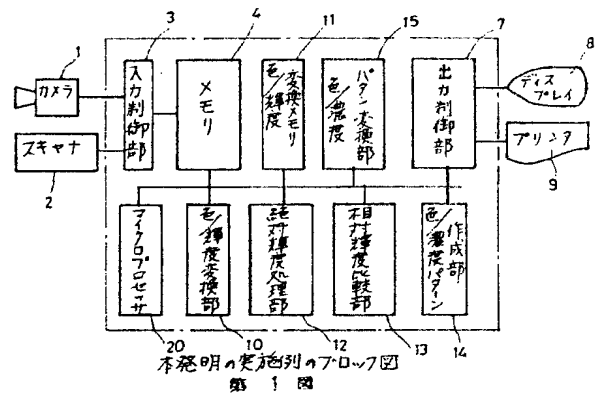 3
4
11
15
7
8
1
カメラ
スキャナ
2
入力制御部
メモリ
色/輝度
変換メモリ
パタン変換部
色/濃度
出力制御部
ディス
プレイ
プリンタ
9
マイクロプロセッサ
色/輝度変換部
絶対輝度処理部
相対輝度比較部
作成部
色/濃度パターン
20
10
12
13
14
本発明の実施例のブロック図
第1図